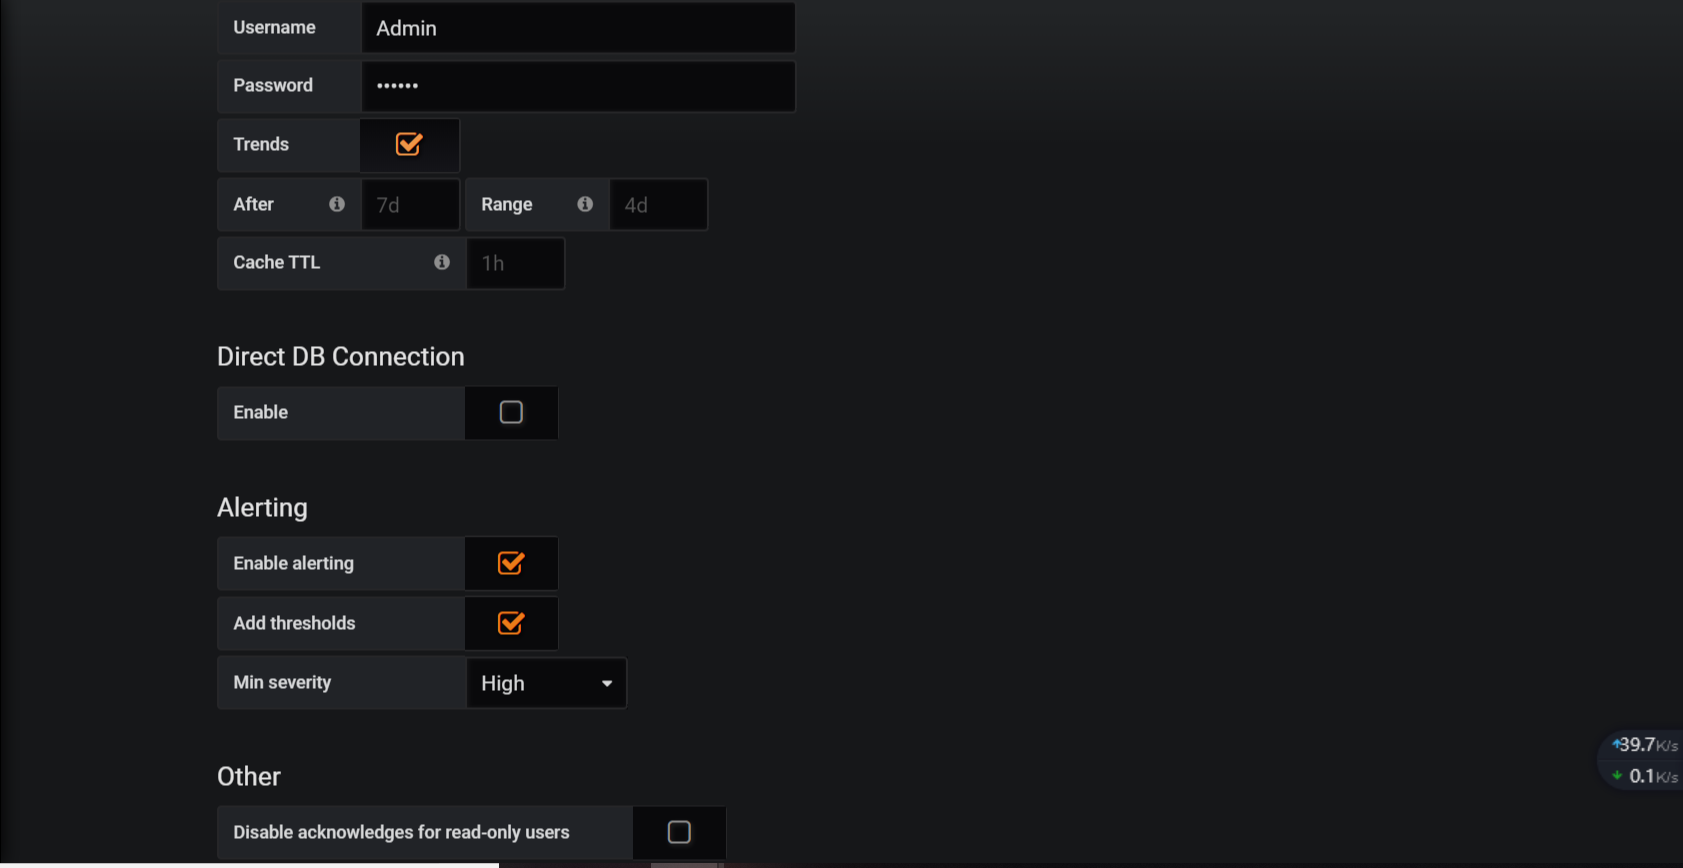 Username Admin
Password ••••••
Trends
After 7d Range 4d
Cache TTL 1h
Direct DB Connection
Enable
Alerting
Enable alerting
Add thresholds
Min severity High
Other
Disable acknowledges for read-only users
39.7K/s
0.1K/s